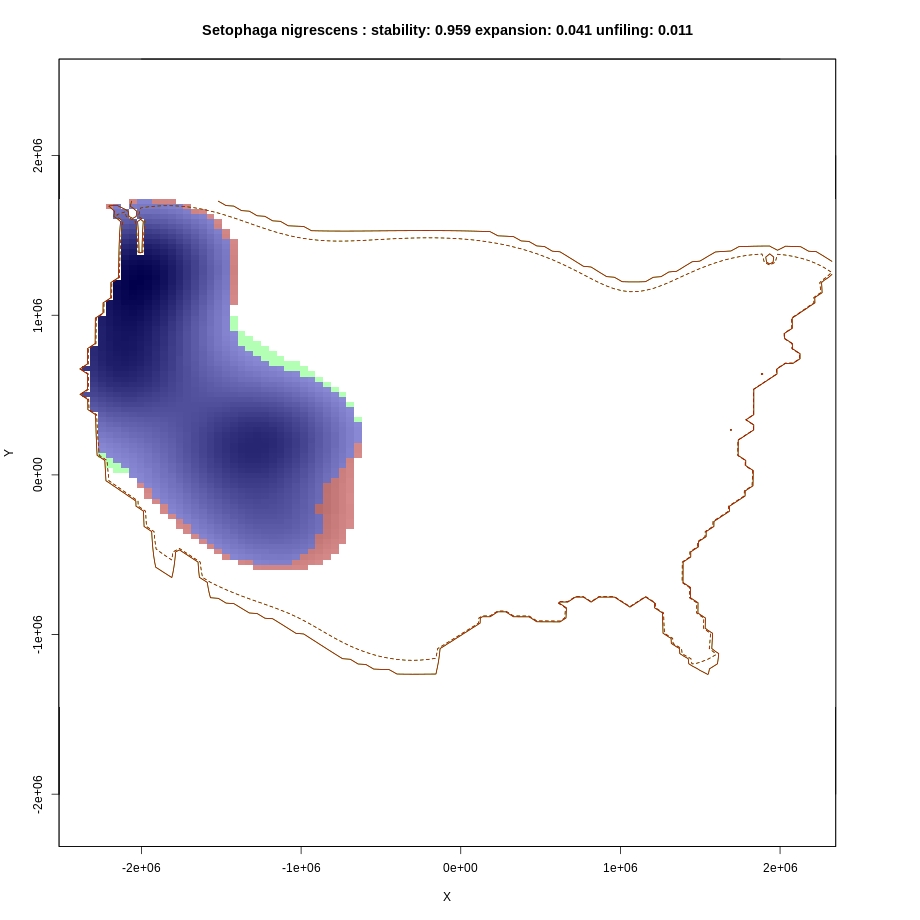 Setophaga nigrescens : stability: 0.959 expansion: 0.041 unfiling: 0.011
2e+06
1e+06
0e+00
-1e+06
-2e+06
Y
-2e+06 -1e+06 0e+00 1e+06 2e+06
X